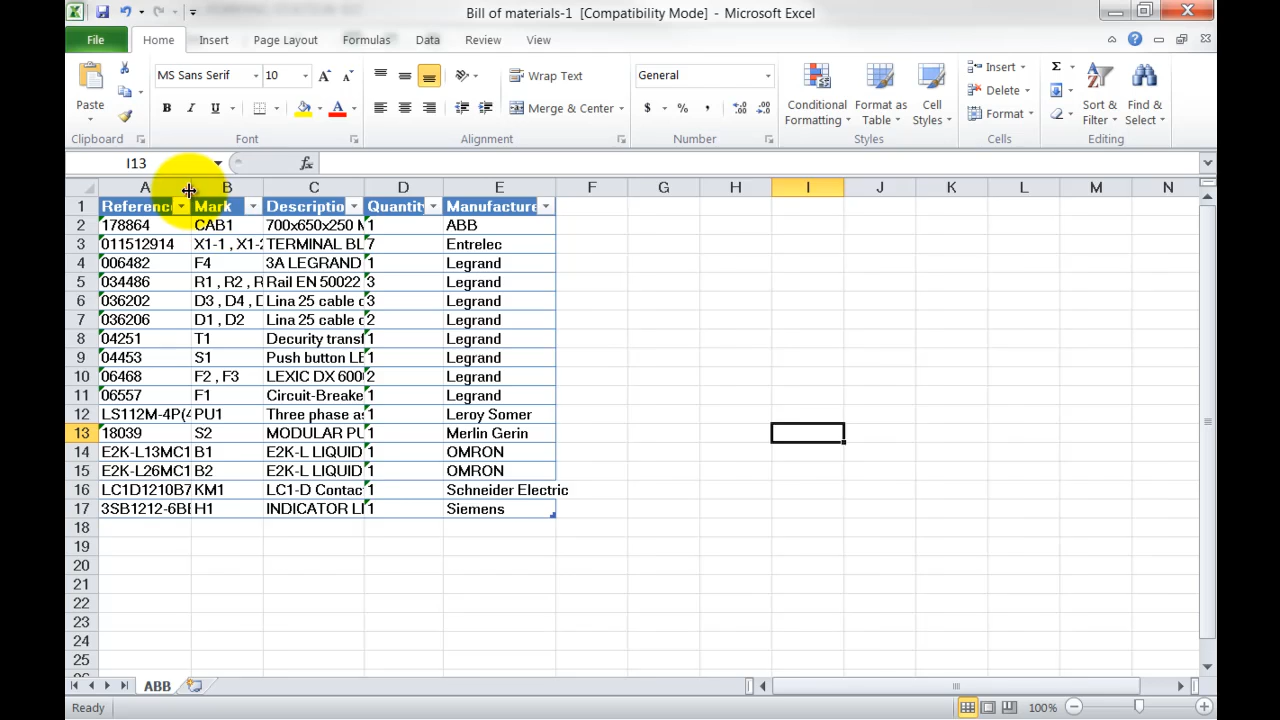 Bill of materials-1 [Compatibility Mode] - Microsoft Excel
File Home Insert Page Layout Formulas Data Review View
Paste
MS Sans Serif 10
B I U A
Wrap Text
Merge & Center
General
$ % ,
Conditional Formatting
Format as Table
Cell Styles
Insert
Delete
Format
Σ
Sort & Filter
Find & Select
Clipboard Font Alignment Number Styles Cells Editing
I13 fx
A B C D E F G H I J K L M N
1 Reference Mark Descriptio Quantity Manufacture
2 178864 CAB1 700x650x250 M 1 ABB
3 011512914 X1-1 , X1-2 TERMINAL BL 7 Entrelec
4 006482 F4 3A LEGRAND 1 Legrand
5 034486 R1 , R2 , R Rail EN 50022 3 Legrand
6 036202 D3 , D4 , D Lina 25 cable d 3 Legrand
7 036206 D1 , D2 Lina 25 cable d 2 Legrand
8 04251 T1 Decurity transf 1 Legrand
9 04453 S1 Push button LE 1 Legrand
10 06468 F2 , F3 LEXIC DX 600 2 Legrand
11 06557 F1 Circuit-Breake 1 Legrand
12 LS112M-4P(4 PU1 Three phase as 1 Leroy Somer
13 18039 S2 MODULAR PU 1 Merlin Gerin
14 E2K-L13MC1 B1 E2K-L LIQUID 1 OMRON
15 E2K-L26MC1 B2 E2K-L LIQUID 1 OMRON
16 LC1D1210B7 KM1 LC1-D Contac 1 Schneider Electric
17 3SB1212-6BE H1 INDICATOR LI 1 Siemens
18
19
20
21
22
23
24
25
ABB
Ready 100%